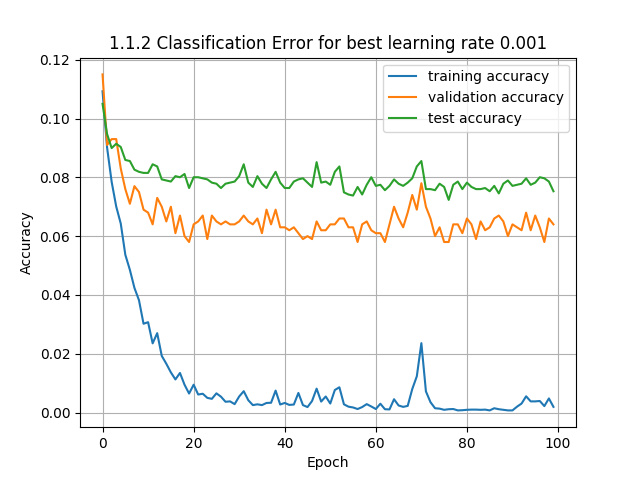 1.1.2 Classification Error for best learning rate 0.001
training accuracy
validation accuracy
test accuracy
0.12
0.10
0.08
0.06
0.04
0.02
0.00
Accuracy
0 20 40 60 80 100
Epoch